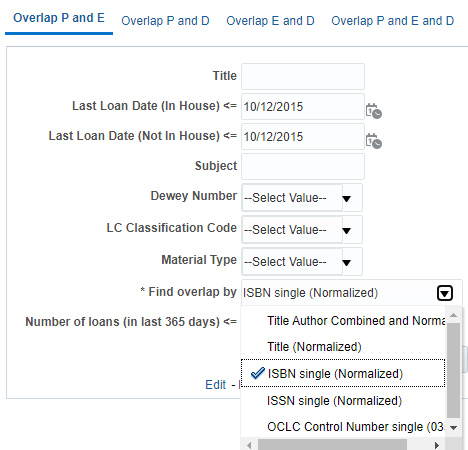 Overlap P and E Overlap P and D Overlap E and D Overlap P and E and D
Title
Last Loan Date (In House) <= 10/12/2015
Last Loan Date (Not In House) <= 10/12/2015
Subject
Dewey Number --Select Value--
LC Classification Code --Select Value--
Material Type --Select Value--
* Find overlap by ISBN single (Normalized)
Number of loans (in last 365 days) <=
Title Author Combined and Norma
Title (Normalized)
ISBN single (Normalized)
ISSN single (Normalized)
OCLC Control Number single (03
Edit -